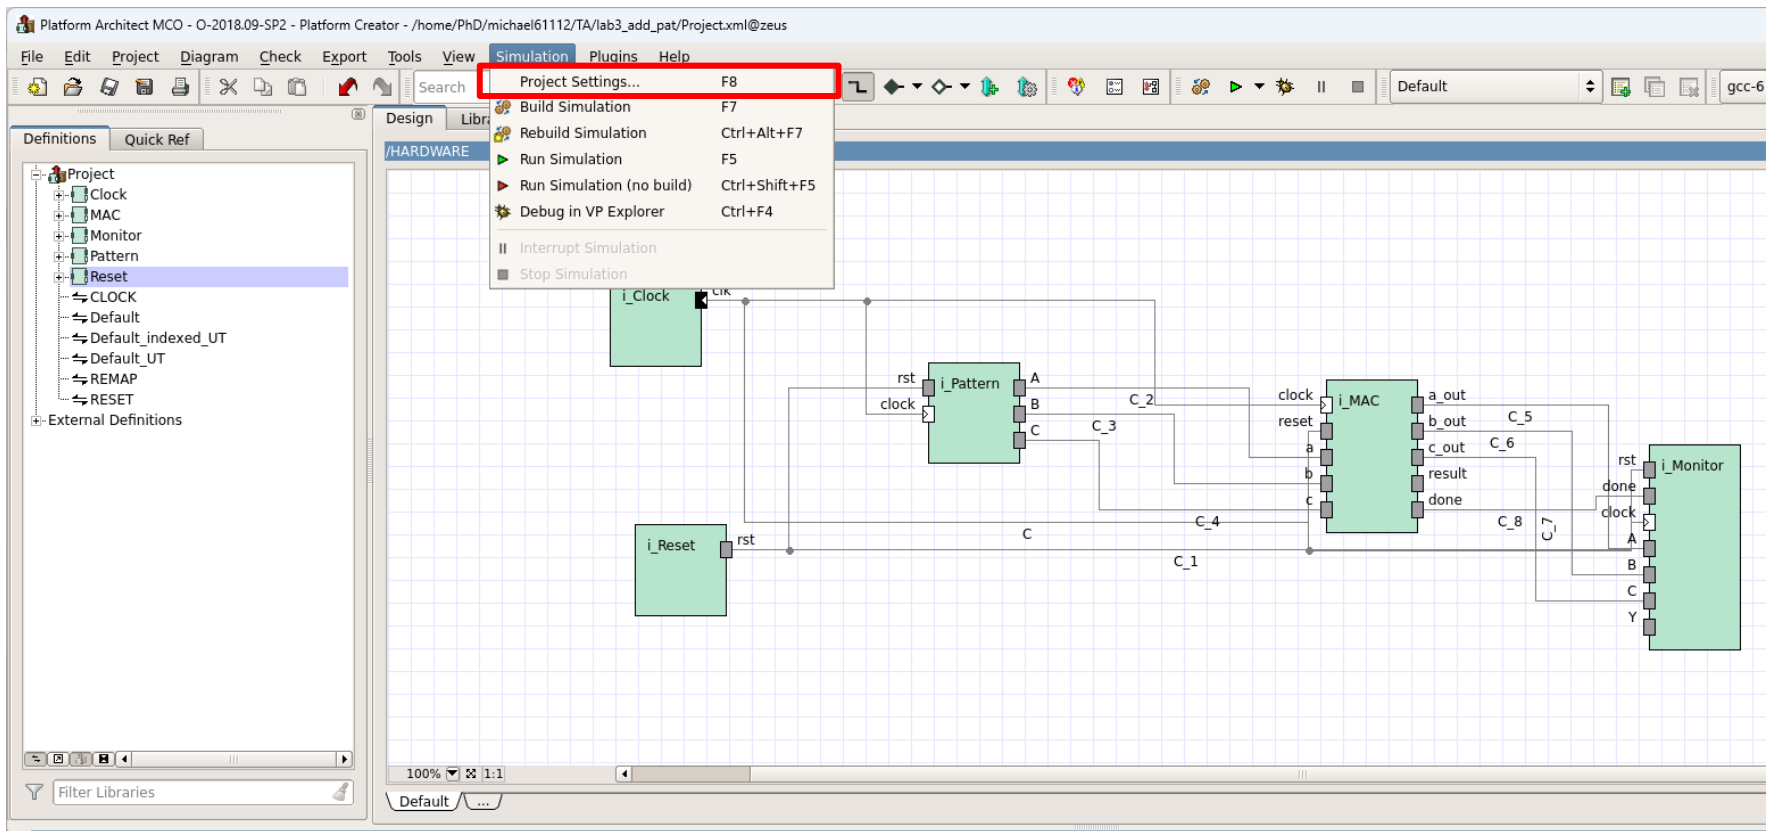 Platform Architect MCO - O-2018.09-SP2 - Platform Creator - /home/PhD/michael61112/TA/lab3_add_pat/Project.xml@zeus
File Edit Project Diagram Check Export Tools View Simulation Plugins Help
Search
Default
gcc-6
Project Settings... F8
Build Simulation F7
Rebuild Simulation Ctrl+Alt+F7
Run Simulation F5
Run Simulation (no build) Ctrl+Shift+F5
Debug in VP Explorer Ctrl+F4
Interrupt Simulation
Stop Simulation
Definitions Quick Ref
Project
Clock
MAC
Monitor
Pattern
Reset
CLOCK
Default
Default_indexed_UT
Default_UT
REMAP
RESET
External Definitions
Filter Libraries
Design Libr
/HARDWARE
i_Clock
clk
i_Pattern
rst
clock
A
B
C
C_2
C_3
i_MAC
clock
reset
a
b
c
a_out
b_out
c_out
result
done
C_5
C_6
C_4
C
C_1
C_8
C_7
i_Reset
rst
i_Monitor
rst
done
clock
A
B
C
Y
100% 1:1
Default ...